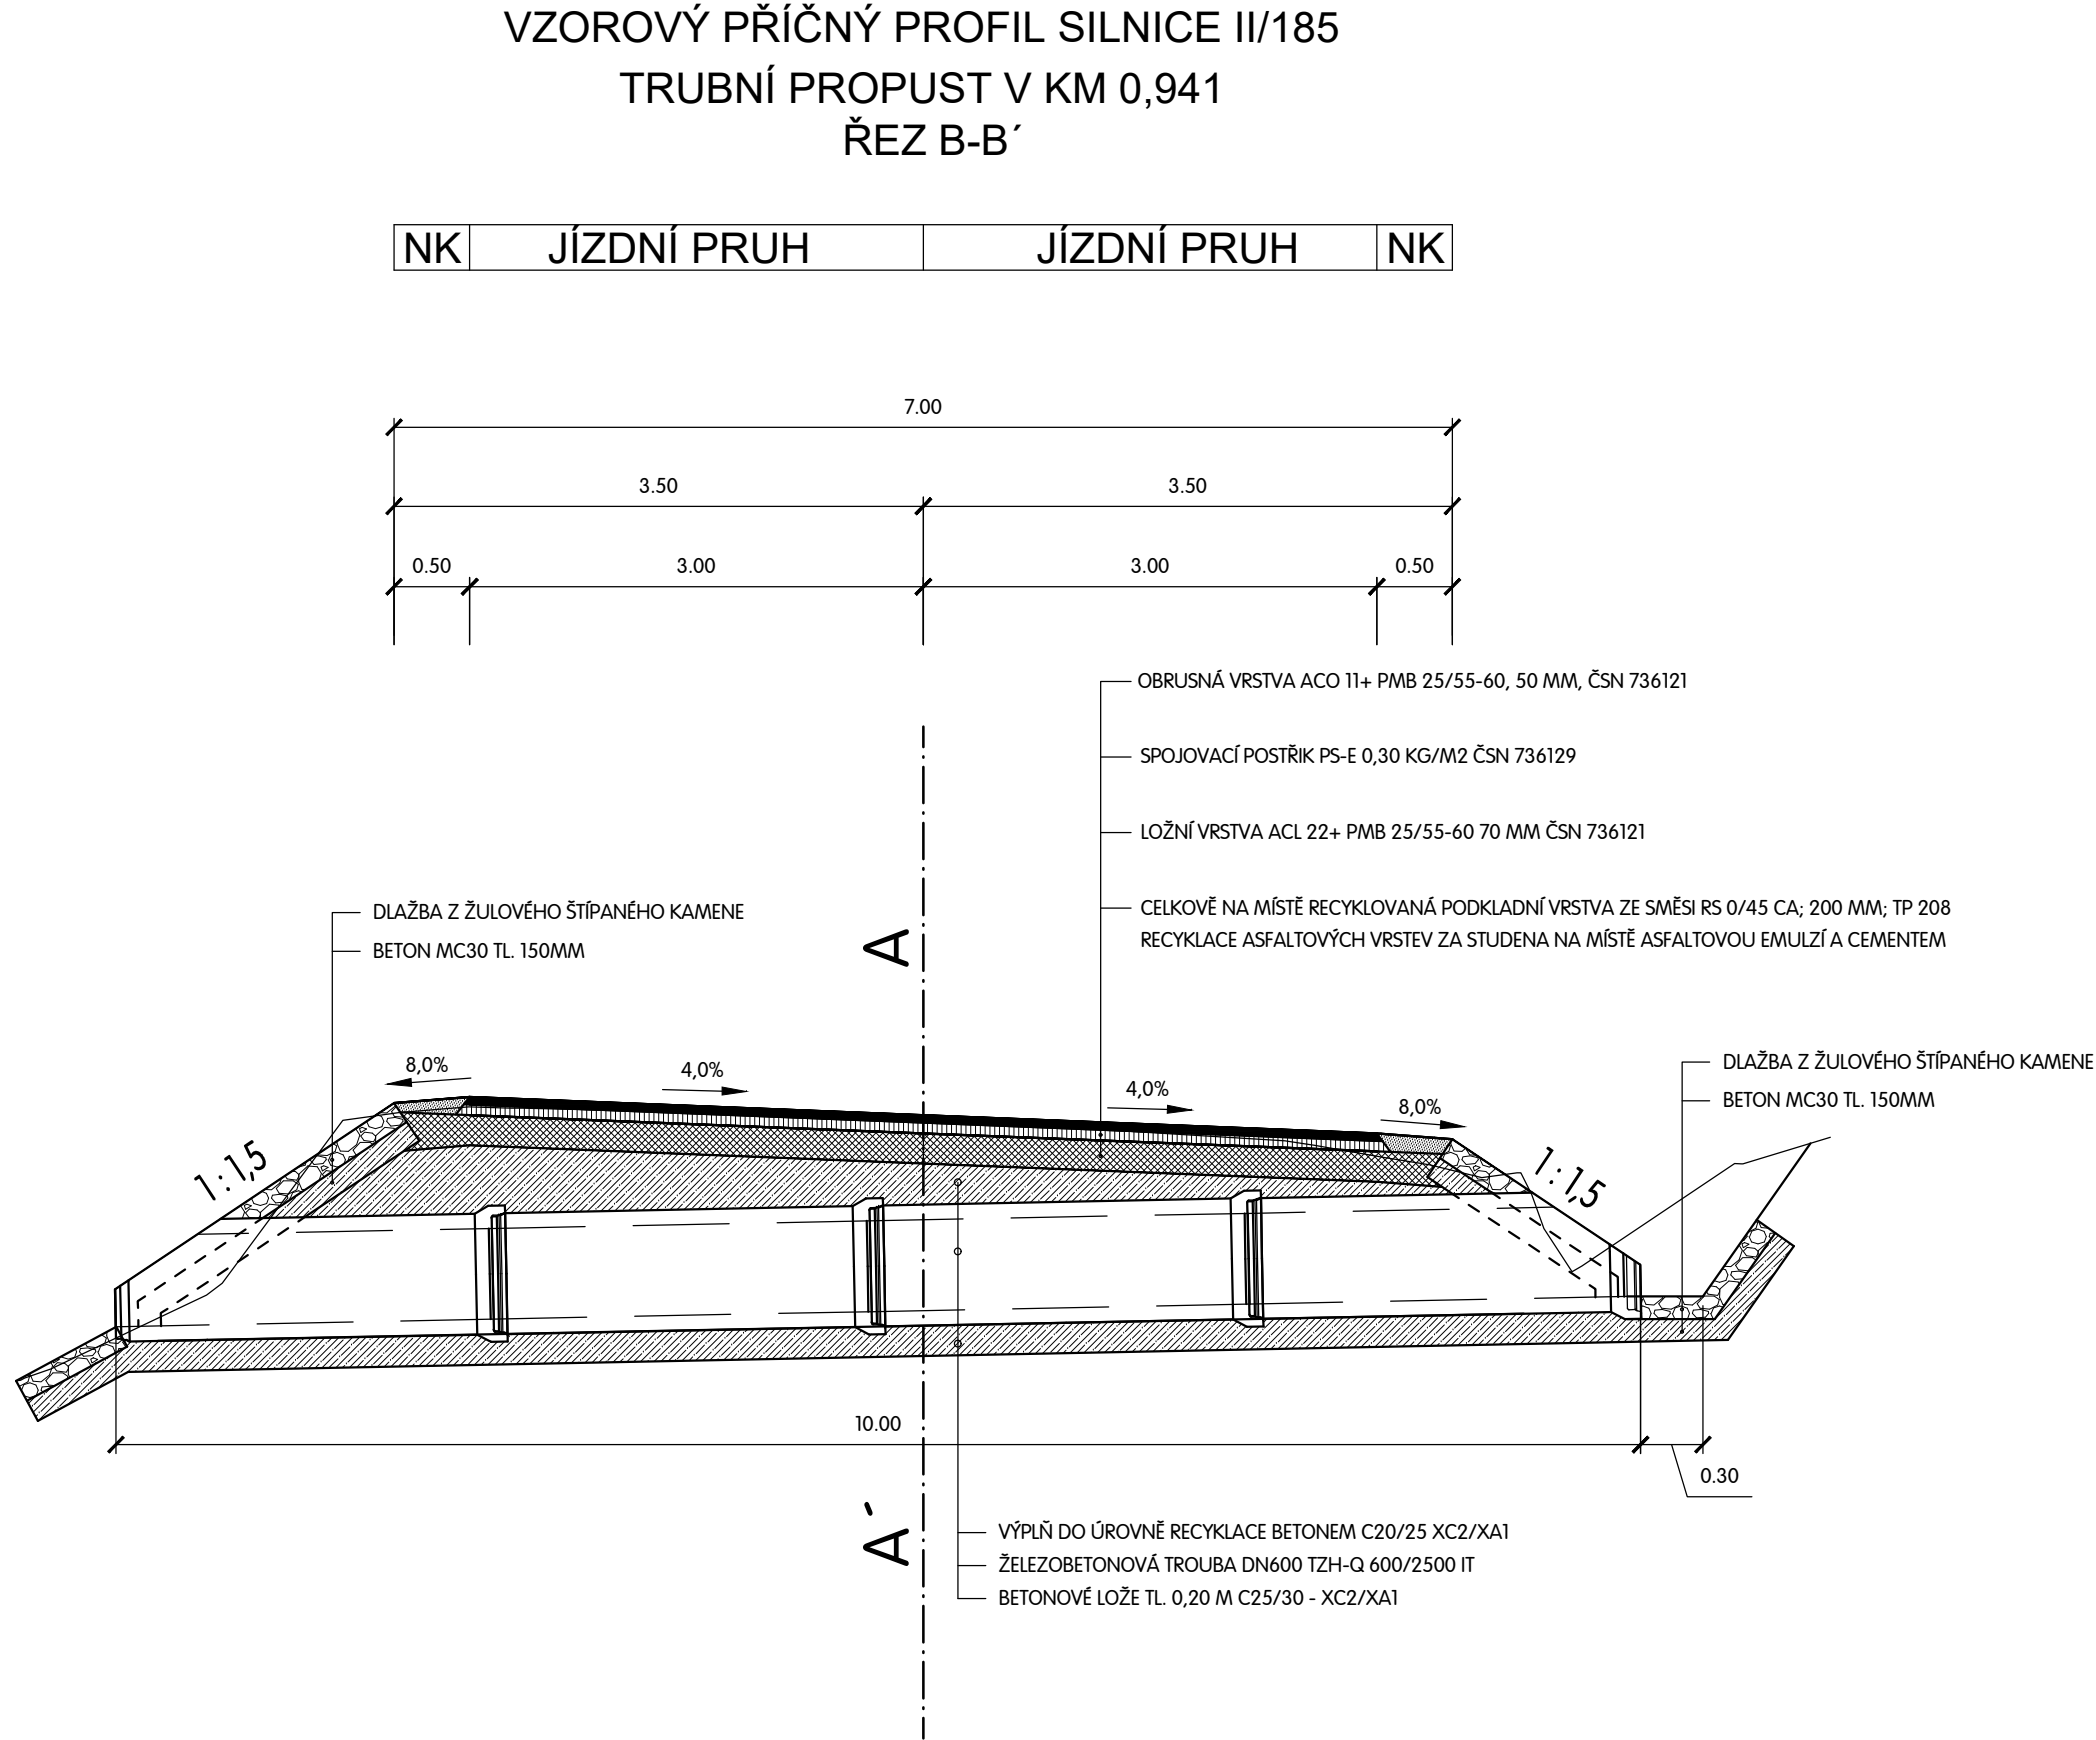 VZOROVÝ PŘÍČNÝ PROFIL SILNICE II/185
TRUBNÍ PROPUST V KM 0,941
ŘEZ B-B´
NK JÍZDNÍ PRUH JÍZDNÍ PRUH NK
7.00
3.50 3.50
0.50 3.00 3.00 0.50
OBRUSNÁ VRSTVA ACO 11+ PMB 25/55-60, 50 MM, ČSN 736121
SPOJOVACÍ POSTŘIK PS-E 0,30 KG/M2 ČSN 736129
LOŽNÍ VRSTVA ACL 22+ PMB 25/55-60 70 MM ČSN 736121
CELKOVĚ NA MÍSTĚ RECYKLOVANÁ PODKLADNÍ VRSTVA ZE SMĚSI RS 0/45 CA; 200 MM; TP 208
RECYKLACE ASFALTOVÝCH VRSTEV ZA STUDENA NA MÍSTĚ ASFALTOVOU EMULZÍ A CEMENTEM
DLAŽBA Z ŽULOVÉHO ŠTÍPANÉHO KAMENE
BETON MC30 TL. 150MM
A
DLAŽBA Z ŽULOVÉHO ŠTÍPANÉHO KAMENE
BETON MC30 TL. 150MM
8,0% 4,0% 4,0% 8,0%
1:1,5 1:1,5
10.00
0.30
A´
VÝPLŇ DO ÚROVNĚ RECYKLACE BETONEM C20/25 XC2/XA1
ŽELEZOBETONOVÁ TROUBA DN600 TZH-Q 600/2500 IT
BETONOVÉ LOŽE TL. 0,20 M C25/30 - XC2/XA1